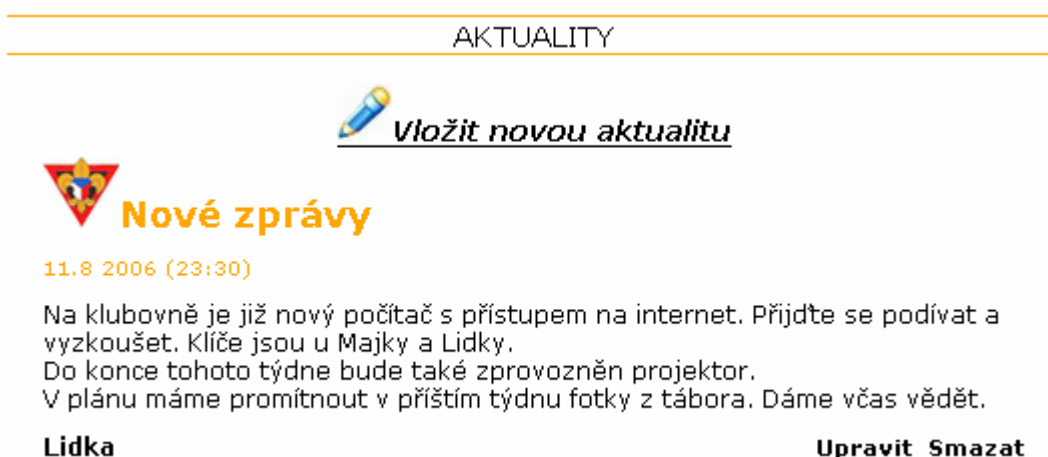 AKTUALITY
Vložit novou aktualitu
Nové zprávy
11.8 2006 (23:30)
Na klubovně je již nový počítač s přístupem na internet. Přijďte se podívat a
vyzkoušet. Klíče jsou u Majky a Lidky.
Do konce tohoto týdne bude také zprovozněn projektor.
V plánu máme promítnout v příštím týdnu fotky z tábora. Dáme včas vědět.
Lidka Upravit Smazat